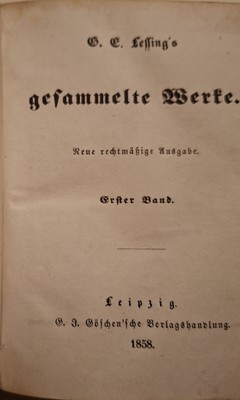 G. E. Lessing's
gesammelte Werke.
Neue rechtmäßige Ausgabe.
Erster Band.
Leipzig.
G. J. Göschen'sche Verlagshandlung.
1858.